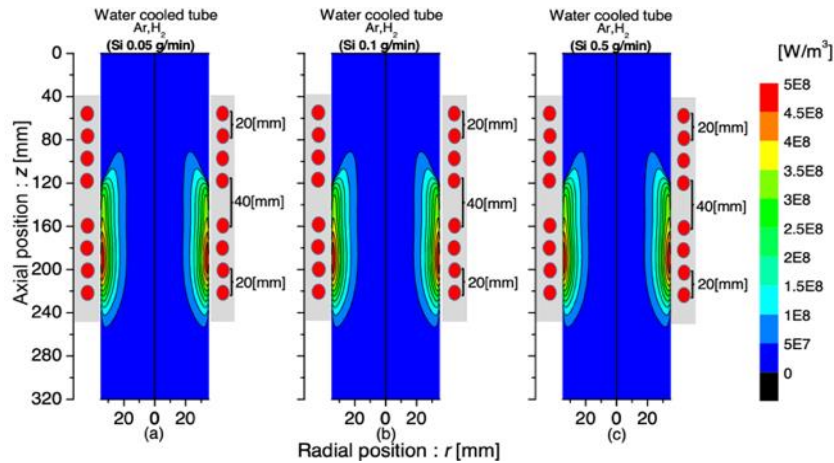 Water cooled tube
Ar,H2
(Si 0.05 g/min)
Water cooled tube
Ar,H2
(Si 0.1 g/min)
Water cooled tube
Ar,H2
(Si 0.5 g/min)
[W/m3]
0
40
80
120
160
200
240
280
320
Axial position : z [mm]
20[mm]
40[mm]
20[mm]
20[mm]
40[mm]
20[mm]
20[mm]
40[mm]
20[mm]
5E8
4.5E8
4E8
3.5E8
3E8
2.5E8
2E8
1.5E8
1E8
5E7
0
20 0 20
20 0 20
20 0 20
(a)
(b)
(c)
Radial position : r [mm]